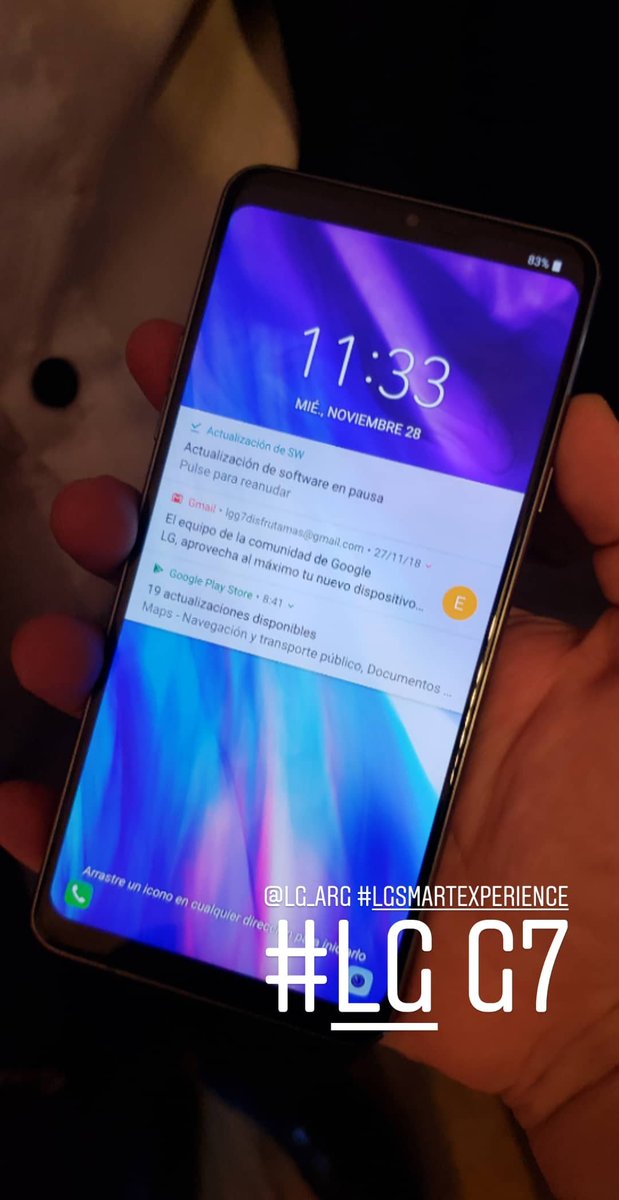 83%
11:33
MIÉ., NOVIEMBRE 28
Actualización de SW
Actualización de software en pausa
Pulse para reanudar
Gmail • lgg7disfrutamas@gmail.com • 27/11/18
El equipo de la comunidad de Google
LG, aprovecha al máximo tu nuevo dispositivo...
E
Google Play Store • 8:41
19 actualizaciones disponibles
Maps - Navegación y transporte público, Documentos ...
Arrastre un icono en cualquier dirección para iniciarlo
@LG_ARG #LGSMARTEXPERIENCE
#LG G7